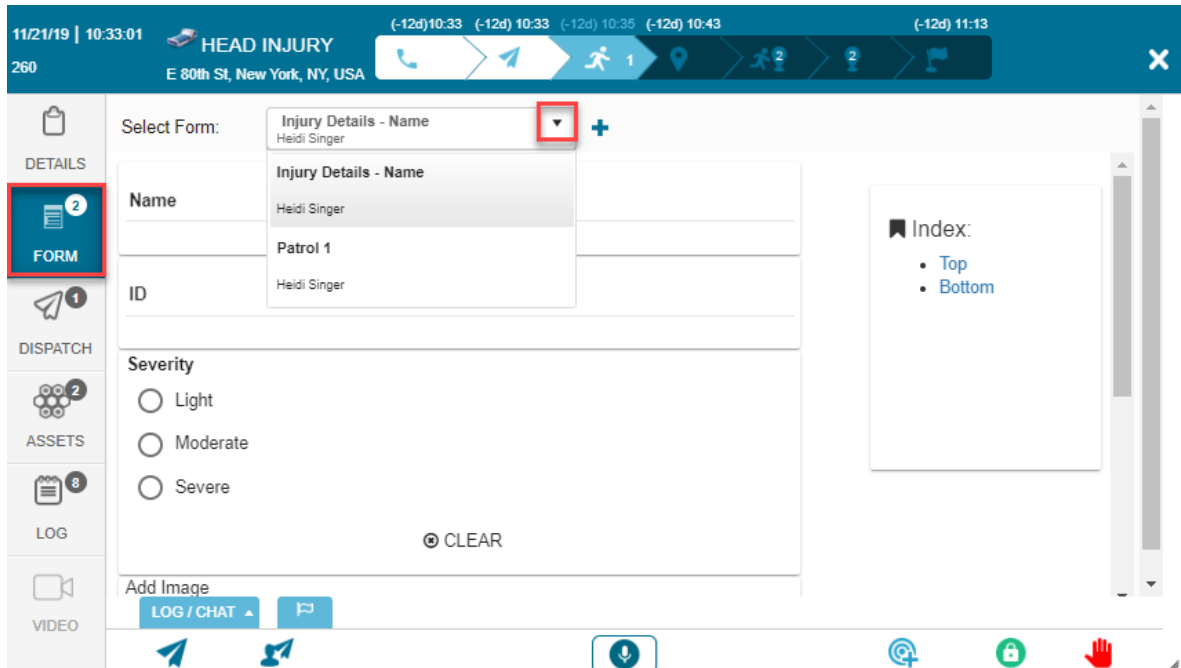 (-12d)10:33 (-12d) 10:33 (-12d) 10:35 (-12d) 10:43 (-12d) 11:13
11/21/19 | 10:33:01
HEAD INJURY
260
E 80th St, New York, NY, USA
1
2
2
DETAILS
2
FORM
1
DISPATCH
2
ASSETS
8
LOG
VIDEO
Select Form:
Injury Details - Name
Heidi Singer
Injury Details - Name
Heidi Singer
Patrol 1
Heidi Singer
Name
ID
Severity
Light
Moderate
Severe
CLEAR
Add Image
Index:
Top
Bottom
LOG / CHAT